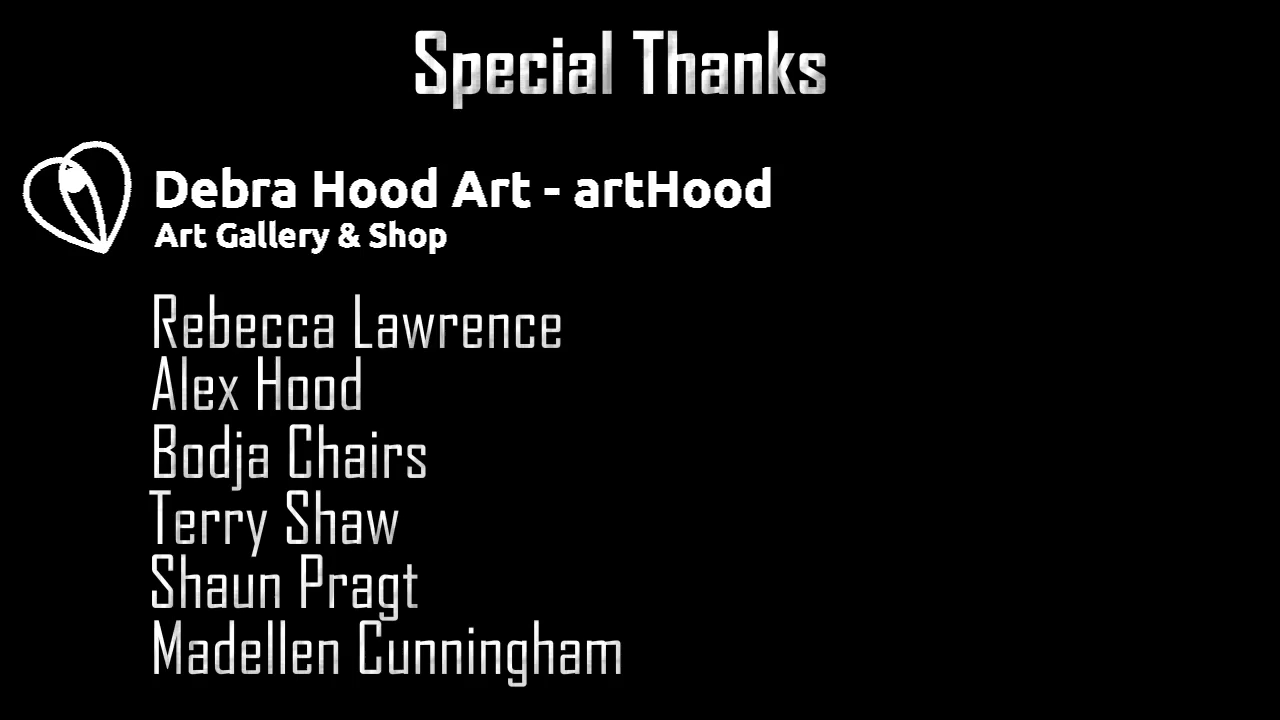 Special Thanks
Debra Hood Art - artHood
Art Gallery & Shop
Rebecca Lawrence
Alex Hood
Bodja Chairs
Terry Shaw
Shaun Pragt
Madellen Cunningham